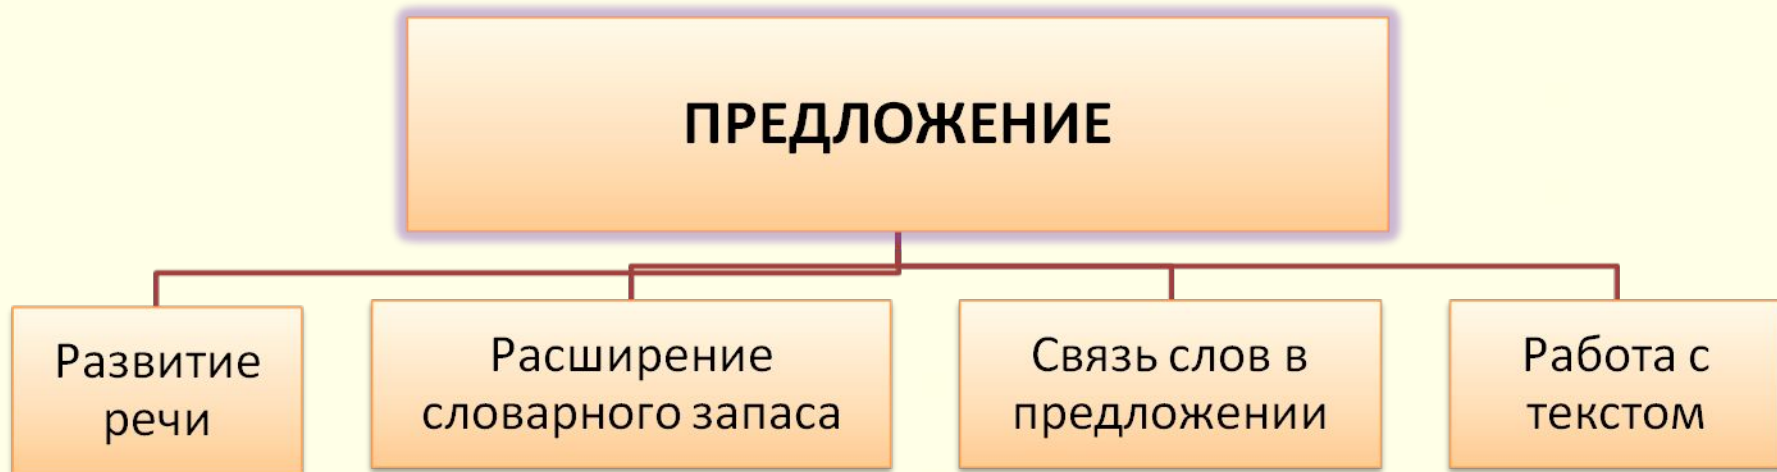 ПРЕДЛОЖЕНИЕ
Развитие
речи
Расширение
словарного запаса
Связь слов в
предложении
Работа с
текстом